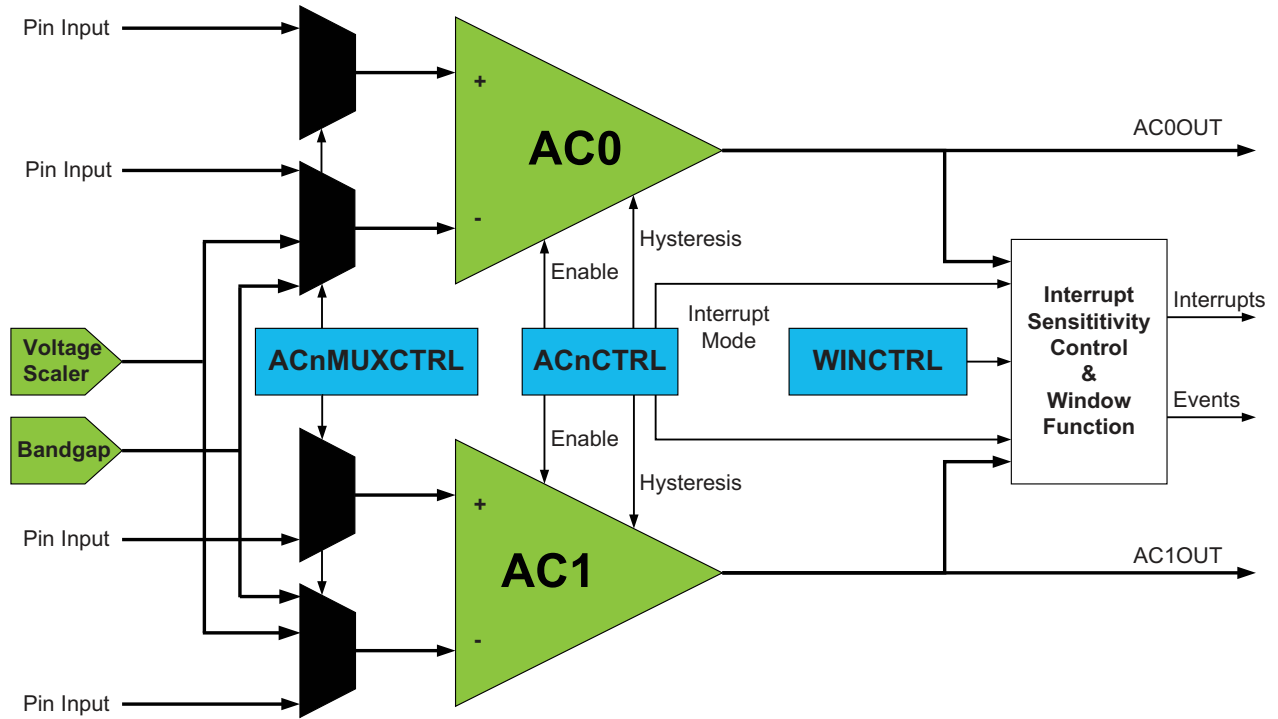 Pin Input
+
AC0
AC0OUT
Pin Input
-
Hysteresis
Enable
Interrupt
Mode
Interrupt
Sensititivity
Control
&
Window
Function
Interrupts
Voltage
Scaler
ACnMUXCTRL
ACnCTRL
WINCTRL
Events
Bandgap
Enable
Hysteresis
+
Pin Input
AC1
AC1OUT
-
Pin Input